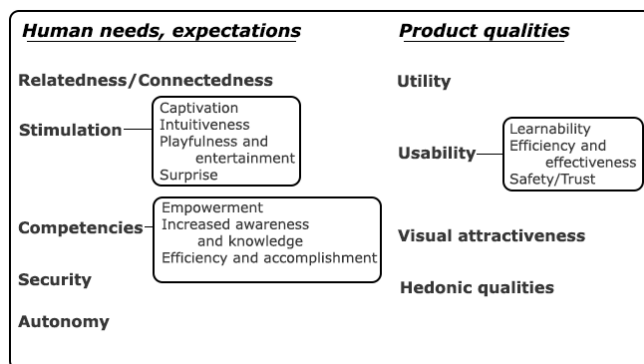 Human needs, expectations
Relatedness/Connectedness
Stimulation
Captivation
Intuitiveness
Playfulness and
entertainment
Surprise
Competencies
Empowerment
Increased awareness
and knowledge
Efficiency and accomplishment
Security
Autonomy
Product qualities
Utility
Usability
Learnability
Efficiency and
effectiveness
Safety/Trust
Visual attractiveness
Hedonic qualities